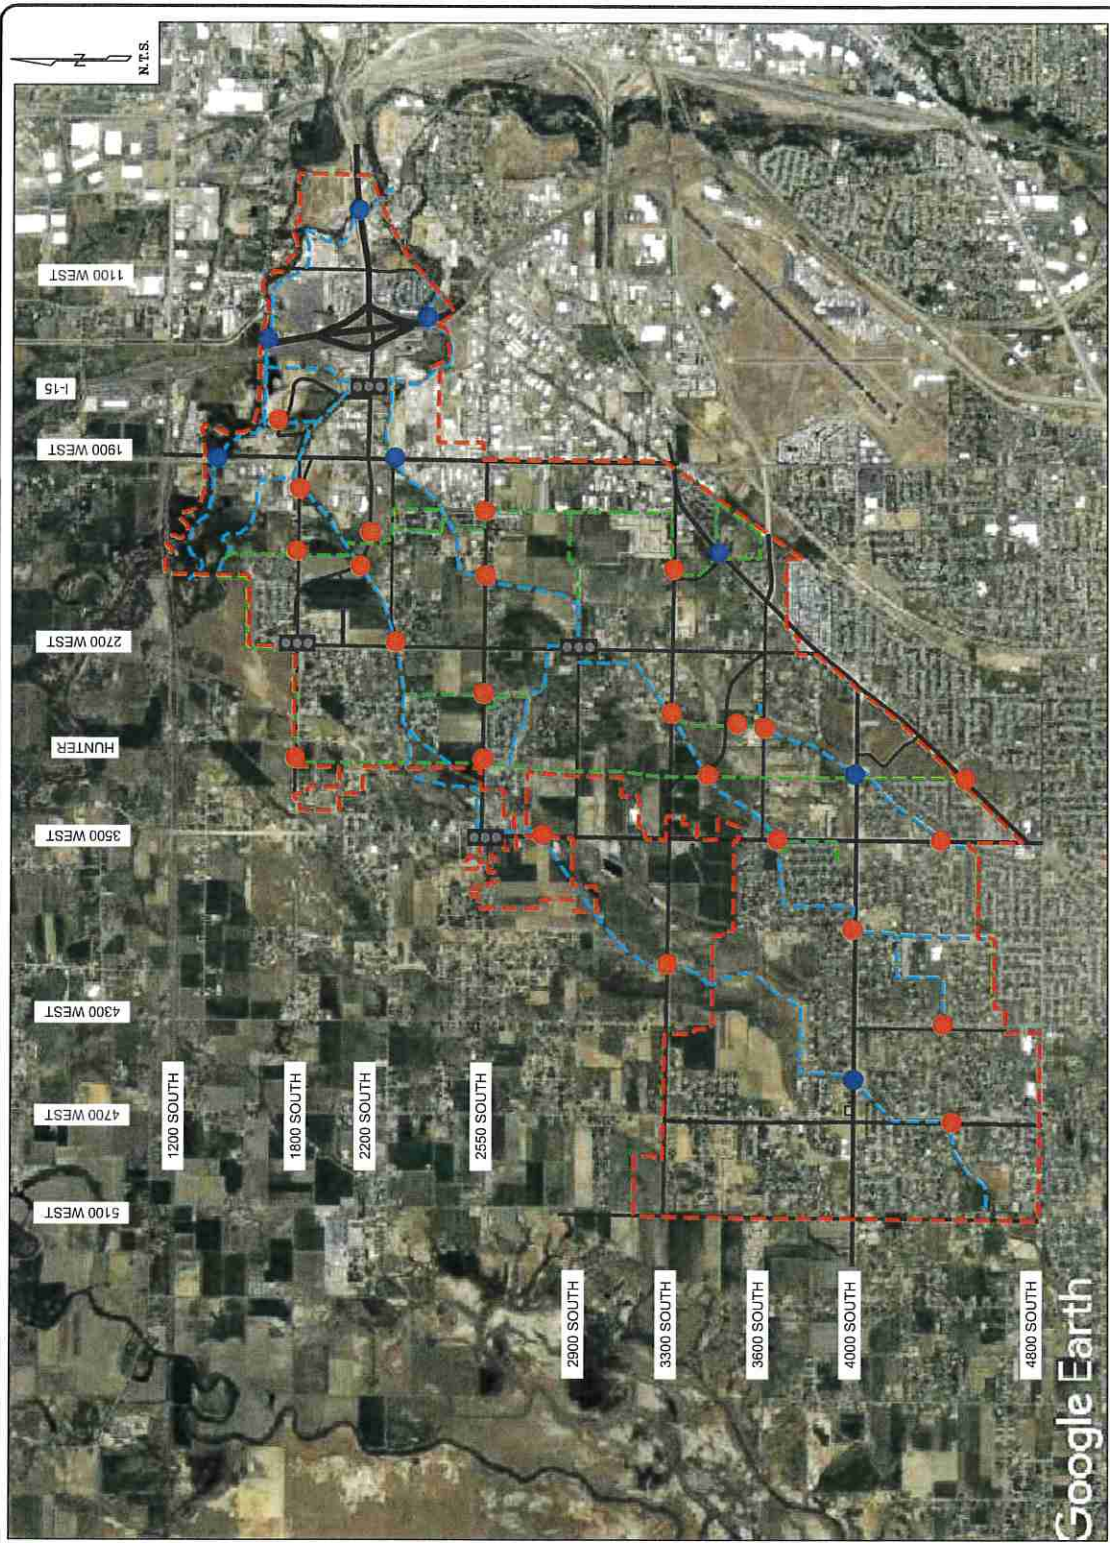 N
N.T.S.
1100 WEST
I-15
1900 WEST
2700 WEST
HUNTER
3500 WEST
4300 WEST
4700 WEST
5100 WEST
1200 SOUTH
1800 SOUTH
2200 SOUTH
2550 SOUTH
2900 SOUTH
3300 SOUTH
3600 SOUTH
4000 SOUTH
4800 SOUTH
Google Earth